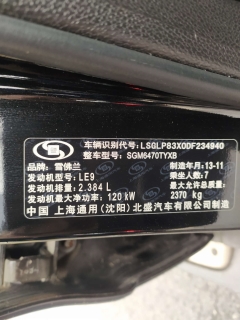 车辆识别代号: LSGLP83X0DF234940
整车型号: SGM6470TYXB
品牌: 雪佛兰 制造年月: 13-11
发动机型号: LE9 乘坐人数: 7
发动机排量: 2.384 L 最大允许总质量:
发动机最大净功率: 120 kW 2370 kg
中国 上海通用(沈阳)北盛汽车有限公司制造